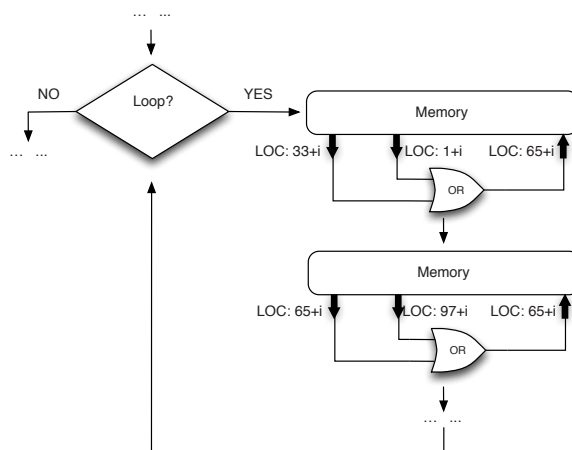 ... ...
NO
Loop?
YES
Memory
... ...
LOC: 33+i
LOC: 1+i
LOC: 65+i
OR
Memory
LOC: 65+i
LOC: 97+i
LOC: 65+i
OR
... ...